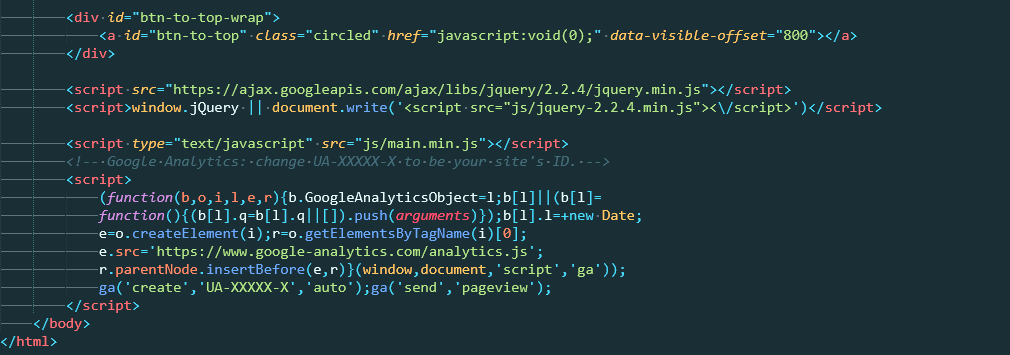 <div id="btn-to-top-wrap">
<a id="btn-to-top" class="circled" href="javascript:void(0);" data-visible-offset="800"></a>
</div>
<script src="https://ajax.googleapis.com/ajax/libs/jquery/2.2.4/jquery.min.js"></script>
<script>window.jQuery || document.write('<script src="js/jquery-2.2.4.min.js"><\/script>')</script>
<script type="text/javascript" src="js/main.min.js"></script>
<!-- Google Analytics: change UA-XXXXX-X to be your site's ID. -->
<script>
(function(b,o,i,l,e,r){b.GoogleAnalyticsObject=l;b[l]||(b[l]=
function(){(b[l].q=b[l].q||[]).push(arguments)});b[l].l=+new Date;
e=o.createElement(i);r=o.getElementsByTagName(i)[0];
e.src='https://www.google-analytics.com/analytics.js';
r.parentNode.insertBefore(e,r)}(window,document,'script','ga'));
ga('create','UA-XXXXX-X','auto');ga('send','pageview');
</script>
</body>
</html>